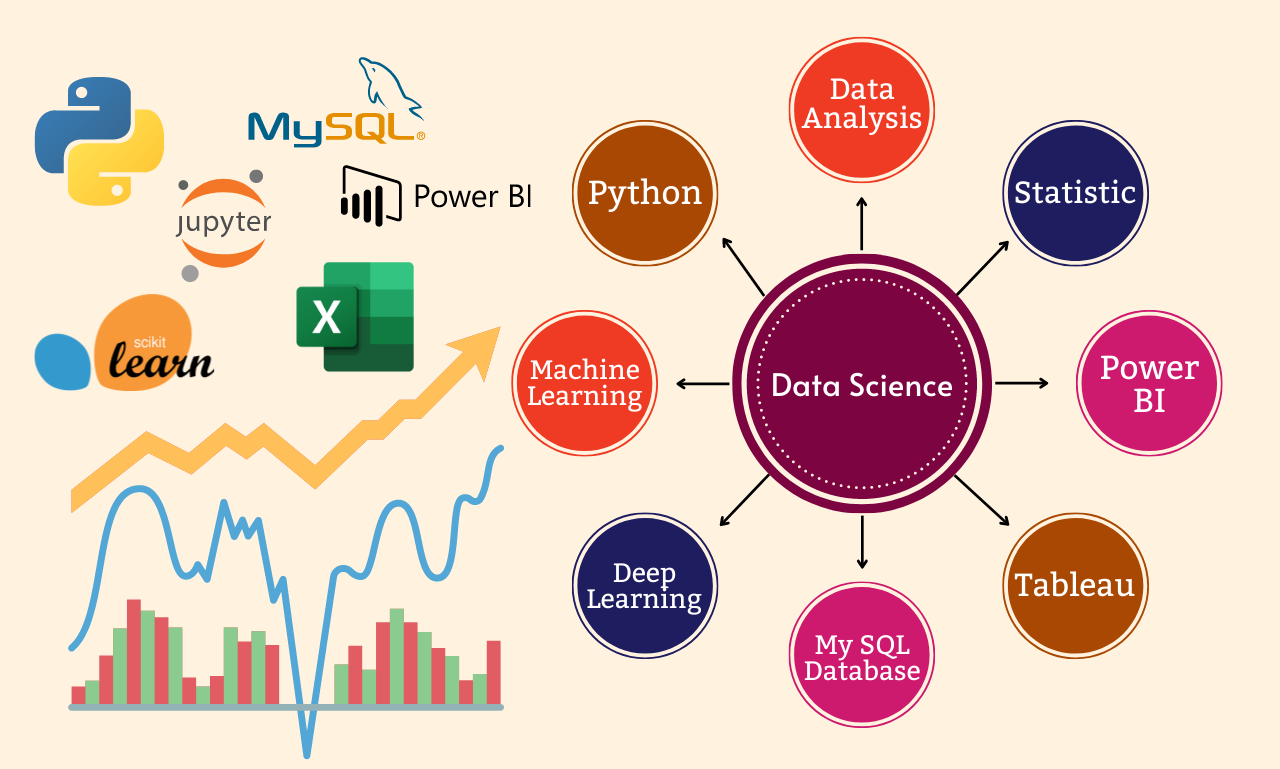 MySQL®
jupyter
Power BI
X
scikit
learn
Data
Analysis
Python
Statistic
Machine
Learning
Data Science
Power
BI
Deep
Learning
My SQL
Database
Tableau